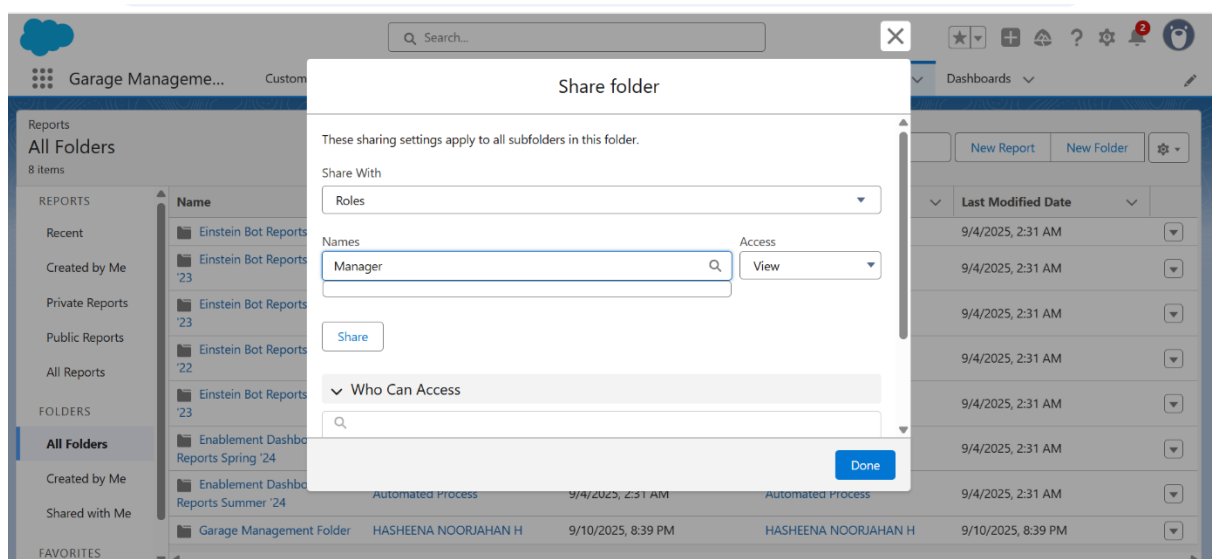 Search...
2
Garage Manageme...
Custom
Dashboards
Share folder
These sharing settings apply to all subfolders in this folder.
Share With
Roles
Names
Access
Manager
View
Share
Who Can Access
Done
Reports
All Folders
8 items
New Report
New Folder
REPORTS
Recent
Created by Me
Private Reports
Public Reports
All Reports
FOLDERS
All Folders
Created by Me
Shared with Me
FAVORITES
Name
Last Modified Date
Einstein Bot Reports
9/4/2025, 2:31 AM
Einstein Bot Reports
'23
9/4/2025, 2:31 AM
Einstein Bot Reports
'23
9/4/2025, 2:31 AM
Einstein Bot Reports
'22
9/4/2025, 2:31 AM
Einstein Bot Reports
'23
9/4/2025, 2:31 AM
Enablement Dashbo
Reports Spring '24
9/4/2025, 2:31 AM
Enablement Dashbo
Reports Summer '24
Automated Process
9/4/2025, 2:31 AM
Automated Process
9/4/2025, 2:31 AM
Garage Management Folder
HASHEENA NOORJAHAN H
9/10/2025, 8:39 PM
HASHEENA NOORJAHAN H
9/10/2025, 8:39 PM